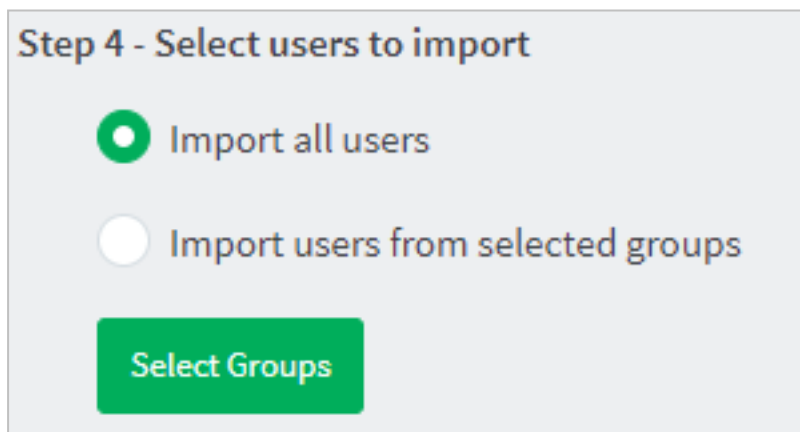 Step 4 - Select users to import
Import all users
Import users from selected groups
Select Groups